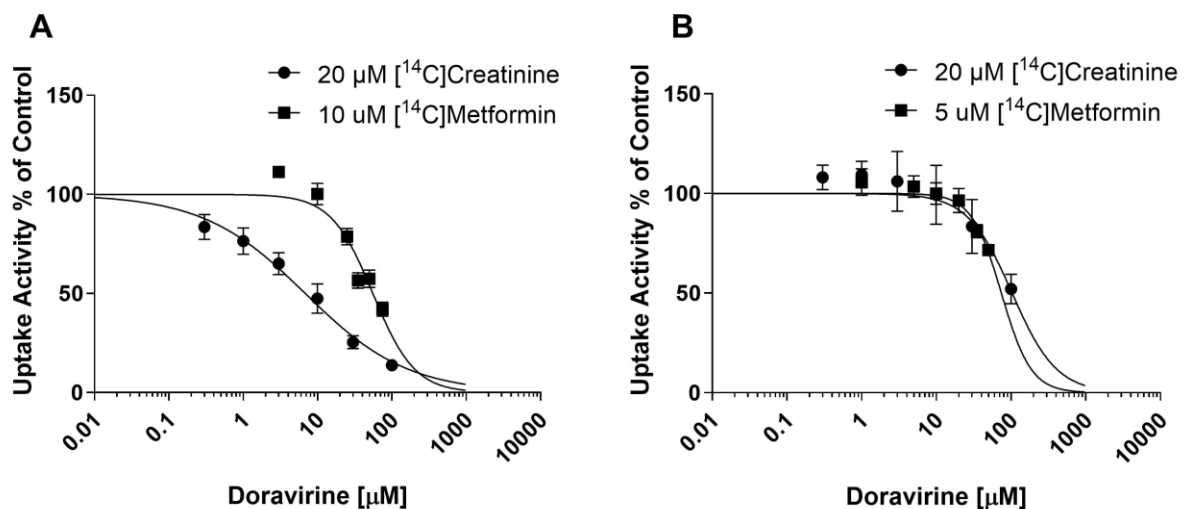 A
20 µM [¹⁴C]Creatinine
10 uM [¹⁴C]Metformin
Uptake Activity % of Control
150
100
50
0
0.01
0.1
1
10
100
1000
10000
Doravirine [µM]
B
20 µM [¹⁴C]Creatinine
5 uM [¹⁴C]Metformin
Uptake Activity % of Control
150
100
50
0
0.01
0.1
1
10
100
1000
10000
Doravirine [µM]